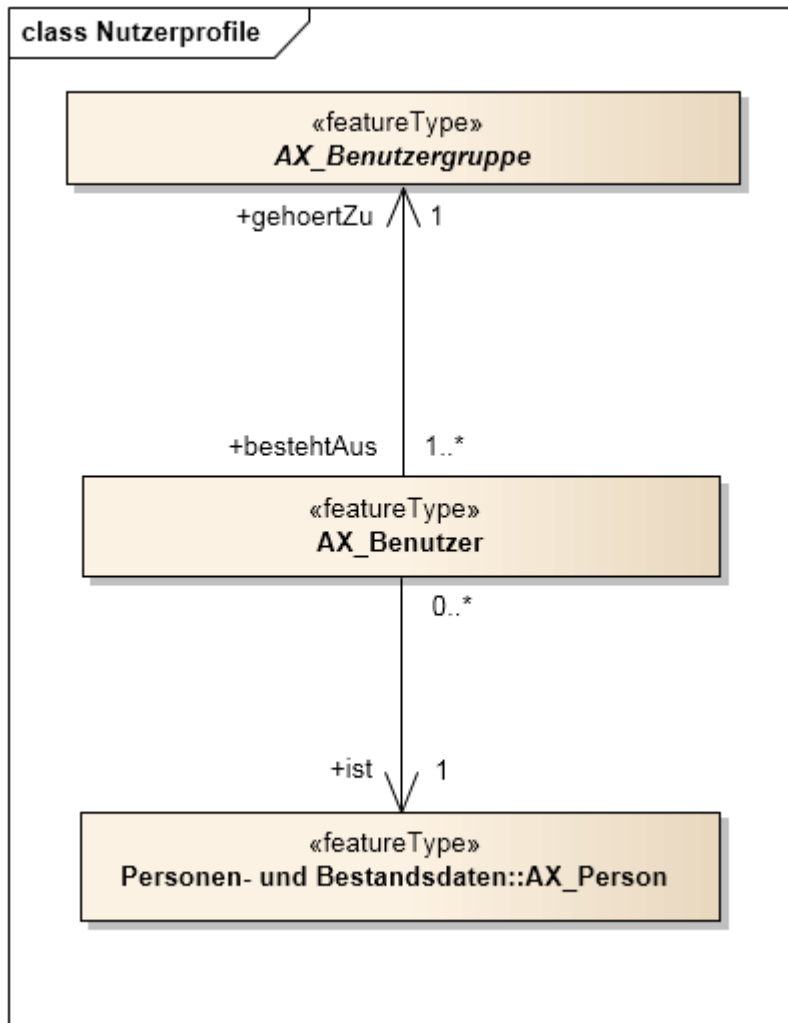 class Nutzerprofile
«featureType»
AX_Benutzergruppe
+gehoertZu 1
+bestehtAus 1..*
«featureType»
AX_Benutzer
0..*
+ist 1
«featureType»
Personen- und Bestandsdaten::AX_Person